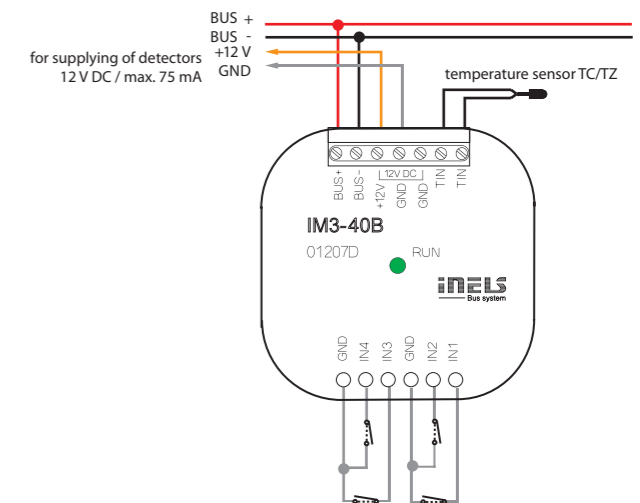 BUS +
BUS -
+12 V
for supplying of detectors
12 V DC / max. 75 mA
GND
temperature sensor TC/TZ
BUS+
BUS-
+12V
12V DC
GND
GND
TIN
TIN
IM3-40B
01207D
RUN
iNELS
Bus system
GND
IN4
IN3
GND
IN2
IN1